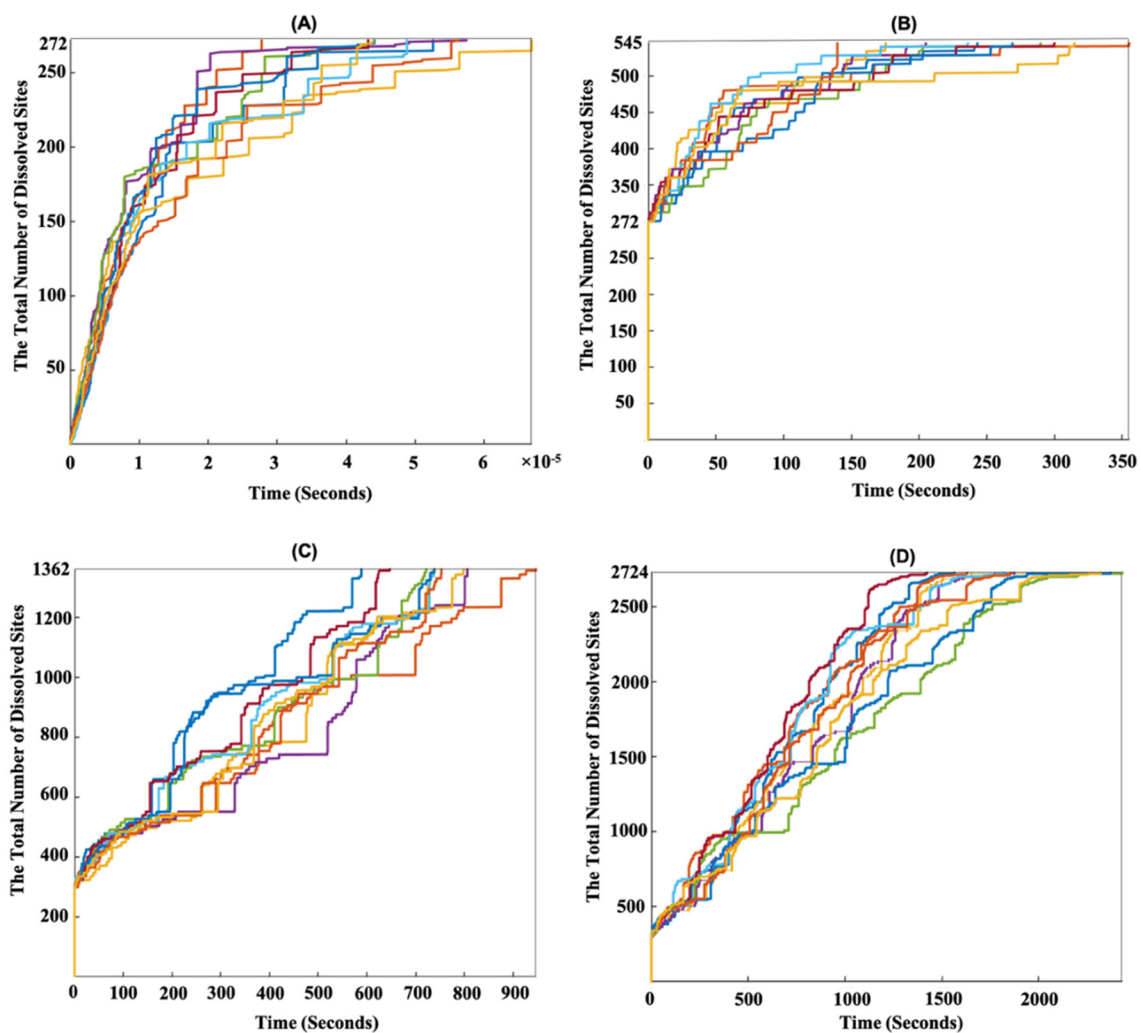 (A)
The Total Number of Dissolved Sites
272
250
200
150
100
50
0 1 2 3 4 5 6 ×10-5
Time (Seconds)
(B)
The Total Number of Dissolved Sites
545
500
450
400
350
300
272
250
200
150
100
50
0 50 100 150 200 250 300 350
Time (Seconds)
(C)
The Total Number of Dissolved Sites
1362
1200
1000
800
600
400
200
0 100 200 300 400 500 600 700 800 900
Time (Seconds)
(D)
The Total Number of Dissolved Sites
2724
2500
2000
1500
1000
500
0 500 1000 1500 2000
Time (Seconds)